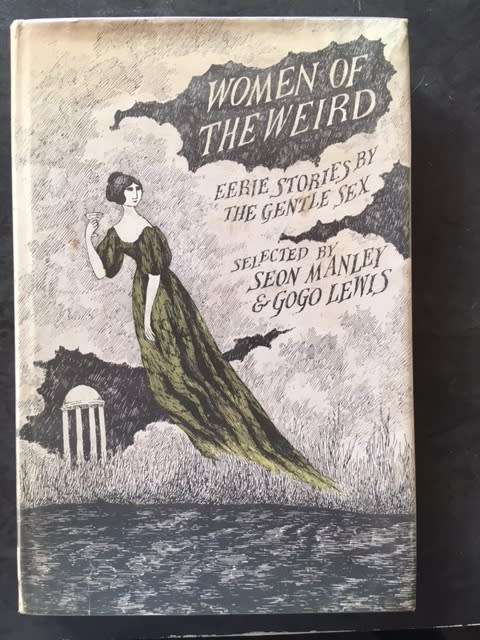 WOMEN OF
THE WEIRD
EERIE STORIES BY
THE GENTLE SEX
SELECTED BY
SEON MANLEY
& GOGO LEWIS